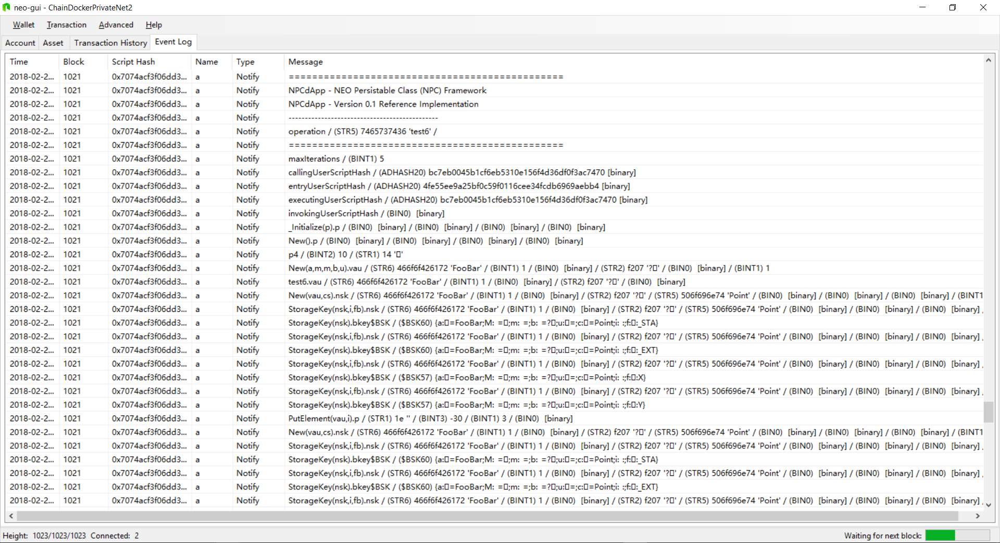 neo-gui - ChainDockerPrivateNet2
Wallet Transaction Advanced Help
Account Asset Transaction History Event Log
Time Block Script Hash Name Type Message
2018-02-2... 1021 0x7074acf3f06dd3... a Notify ===============================================
2018-02-2... 1021 0x7074acf3f06dd3... a Notify NPCdApp - NEO Persistable Class (NPC) Framework
2018-02-2... 1021 0x7074acf3f06dd3... a Notify NPCdApp - Version 0.1 Reference Implementation
2018-02-2... 1021 0x7074acf3f06dd3... a Notify -----------------------------------------------
2018-02-2... 1021 0x7074acf3f06dd3... a Notify operation / (STR5) 7465737436 'test6' /
2018-02-2... 1021 0x7074acf3f06dd3... a Notify ===============================================
2018-02-2... 1021 0x7074acf3f06dd3... a Notify maxIterations / (BINT1) 5
2018-02-2... 1021 0x7074acf3f06dd3... a Notify callingUserScriptHash / (ADHASH20) bc7eb0045b1cf6eb5310e156f4d36df0f3ac7470 [binary]
2018-02-2... 1021 0x7074acf3f06dd3... a Notify entryUserScriptHash / (ADHASH20) 4fe55ee9a25bf0c59f0116cee34fcdb6969aebb4 [binary]
2018-02-2... 1021 0x7074acf3f06dd3... a Notify executingUserScriptHash / (ADHASH20) bc7eb0045b1cf6eb5310e156f4d36df0f3ac7470 [binary]
2018-02-2... 1021 0x7074acf3f06dd3... a Notify invokingUserScriptHash / (BIN0) [binary]
2018-02-2... 1021 0x7074acf3f06dd3... a Notify _Initialize(p).p / (BIN0) [binary] / (BIN0) [binary] / (BIN0) [binary] / (BIN0) [binary]
2018-02-2... 1021 0x7074acf3f06dd3... a Notify New().p / (BIN0) [binary] / (BIN0) [binary] / (BIN0) [binary] / (BIN0) [binary]
2018-02-2... 1021 0x7074acf3f06dd3... a Notify p4 / (BINT2) 10 / (STR1) 14 '▯'
2018-02-2... 1021 0x7074acf3f06dd3... a Notify New(a,m,m,b,u).vau / (STR6) 466f6f426172 'FooBar' / (BINT1) 1 / (BIN0) [binary] / (STR2) f207 '?▯' / (BIN0) [binary] / (BINT1) 1
2018-02-2... 1021 0x7074acf3f06dd3... a Notify test6.vau / (STR6) 466f6f426172 'FooBar' / (BINT1) 1 / (BIN0) [binary] / (STR2) f207 '?▯' / (BIN0) [binary]
2018-02-2... 1021 0x7074acf3f06dd3... a Notify New(vau,cs).nsk / (STR6) 466f6f426172 'FooBar' / (BINT1) 1 / (BIN0) [binary] / (STR2) f207 '?▯' / (STR5) 506f696e74 'Point' / (BIN0) [binary] / (BIN0) [binary] / (BIN0) [binary] / (BINT1
2018-02-2... 1021 0x7074acf3f06dd3... a Notify StorageKey(nsk,i,fb).nsk / (STR6) 466f6f426172 'FooBar' / (BINT1) 1 / (BIN0) [binary] / (STR2) f207 '?▯' / (STR5) 506f696e74 'Point' / (BIN0) [binary] / (BIN0) [binary] / (BIN0) [binary] /
2018-02-2... 1021 0x7074acf3f06dd3... a Notify StorageKey(nsk).bkey$BSK / ($BSK60) {a:▯=FooBar;M: =▯;m: =;b: =?▯;u:▯=;c:▯=Point;i: :;f:▯:_STA}
2018-02-2... 1021 0x7074acf3f06dd3... a Notify StorageKey(nsk,i,fb).nsk / (STR6) 466f6f426172 'FooBar' / (BINT1) 1 / (BIN0) [binary] / (STR2) f207 '?▯' / (STR5) 506f696e74 'Point' / (BIN0) [binary] / (BIN0) [binary] / (BIN0) [binary] /
2018-02-2... 1021 0x7074acf3f06dd3... a Notify StorageKey(nsk).bkey$BSK / ($BSK60) {a:▯=FooBar;M: =▯;m: =;b: =?▯;u:▯=;c:▯=Point;i: :;f:▯:_EXT}
2018-02-2... 1021 0x7074acf3f06dd3... a Notify StorageKey(nsk,i,fb).nsk / (STR6) 466f6f426172 'FooBar' / (BINT1) 1 / (BIN0) [binary] / (STR2) f207 '?▯' / (STR5) 506f696e74 'Point' / (BIN0) [binary] / (BIN0) [binary] / (BIN0) [binary] /
2018-02-2... 1021 0x7074acf3f06dd3... a Notify StorageKey(nsk).bkey$BSK / ($BSK57) {a:▯=FooBar;M: =▯;m: =;b: =?▯;u:▯=;c:▯=Point;i: :;f:▯:X}
2018-02-2... 1021 0x7074acf3f06dd3... a Notify StorageKey(nsk,i,fb).nsk / (STR6) 466f6f426172 'FooBar' / (BINT1) 1 / (BIN0) [binary] / (STR2) f207 '?▯' / (STR5) 506f696e74 'Point' / (BIN0) [binary] / (BIN0) [binary] / (BIN0) [binary] /
2018-02-2... 1021 0x7074acf3f06dd3... a Notify StorageKey(nsk).bkey$BSK / ($BSK57) {a:▯=FooBar;M: =▯;m: =;b: =?▯;u:▯=;c:▯=Point;i: :;f:▯:Y}
2018-02-2... 1021 0x7074acf3f06dd3... a Notify PutElement(vau,i).p / (STR1) 1e '' / (BINT3) -30 / (BINT1) 3 / (BIN0) [binary]
2018-02-2... 1021 0x7074acf3f06dd3... a Notify New(vau,cs).nsk / (STR6) 466f6f426172 'FooBar' / (BINT1) 1 / (BIN0) [binary] / (STR2) f207 '?▯' / (STR5) 506f696e74 'Point' / (BIN0) [binary] / (BIN0) [binary] / (BIN0) [binary] / (BINT1
2018-02-2... 1021 0x7074acf3f06dd3... a Notify StorageKey(nsk,i,fb).nsk / (STR6) 466f6f426172 'FooBar' / (BINT1) 1 / (BIN0) [binary] / (STR2) f207 '?▯' / (STR5) 506f696e74 'Point' / (BIN0) [binary] / (BIN0) [binary] / (BIN0) [binary] /
2018-02-2... 1021 0x7074acf3f06dd3... a Notify StorageKey(nsk).bkey$BSK / ($BSK60) {a:▯=FooBar;M: =▯;m: =;b: =?▯;u:▯=;c:▯=Point;i: :;f:▯:_STA}
2018-02-2... 1021 0x7074acf3f06dd3... a Notify StorageKey(nsk,i,fb).nsk / (STR6) 466f6f426172 'FooBar' / (BINT1) 1 / (BIN0) [binary] / (STR2) f207 '?▯' / (STR5) 506f696e74 'Point' / (BIN0) [binary] / (BIN0) [binary] / (BIN0) [binary] /
2018-02-2... 1021 0x7074acf3f06dd3... a Notify StorageKey(nsk).bkey$BSK / ($BSK60) {a:▯=FooBar;M: =▯;m: =;b: =?▯;u:▯=;c:▯=Point;i: :;f:▯:_EXT}
2018-02-2... 1021 0x7074acf3f06dd3... a Notify StorageKey(nsk,i,fb).nsk / (STR6) 466f6f426172 'FooBar' / (BINT1) 1 / (BIN0) [binary] / (STR2) f207 '?▯' / (STR5) 506f696e74 'Point' / (BIN0) [binary] / (BIN0) [binary] / (BIN0) [binary] /
Height: 1023/1023/1023 Connected: 2 Waiting for next block: